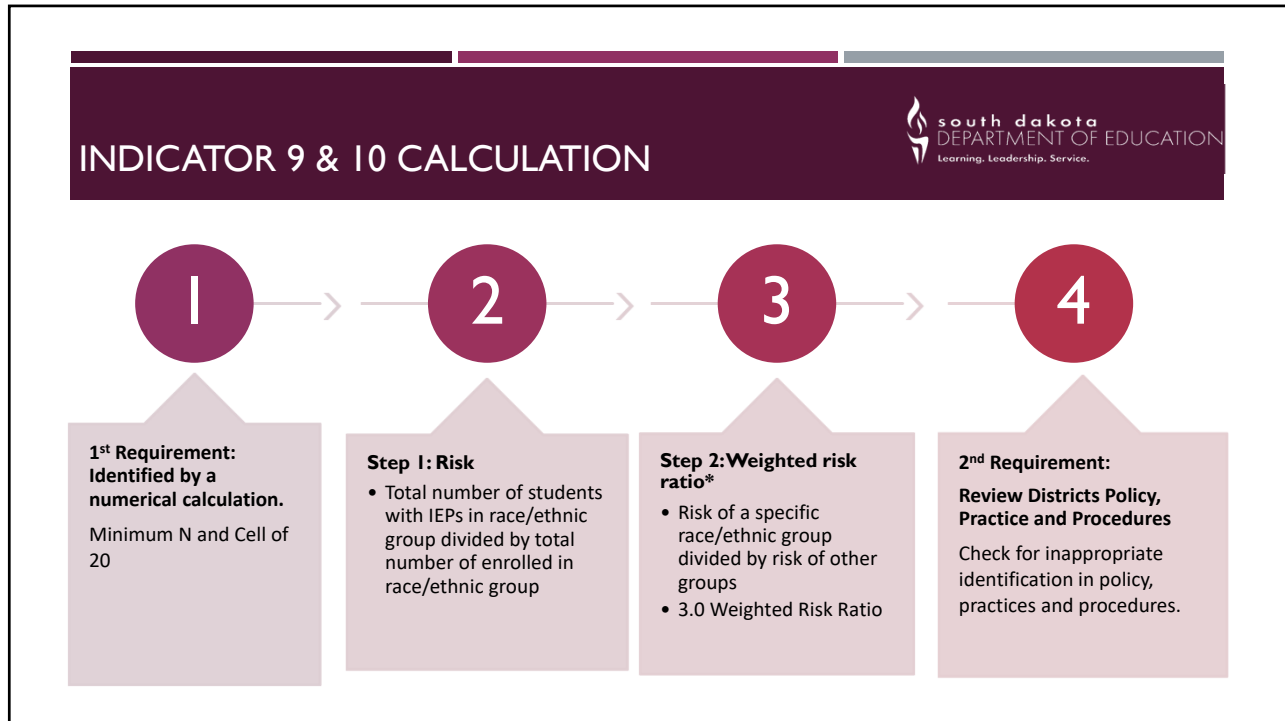 south dakota
DEPARTMENT OF EDUCATION
Learning. Leadership. Service.
INDICATOR 9 & 10 CALCULATION
1
2
3
4
1st Requirement:
Identified by a
numerical calculation.
Minimum N and Cell of
20
Step 1: Risk
• Total number of students
with IEPs in race/ethnic
group divided by total
number of enrolled in
race/ethnic group
Step 2: Weighted risk
ratio*
• Risk of a specific
race/ethnic group
divided by risk of other
groups
• 3.0 Weighted Risk Ratio
2nd Requirement:
Review Districts Policy,
Practice and Procedures
Check for inappropriate
identification in policy,
practices and procedures.